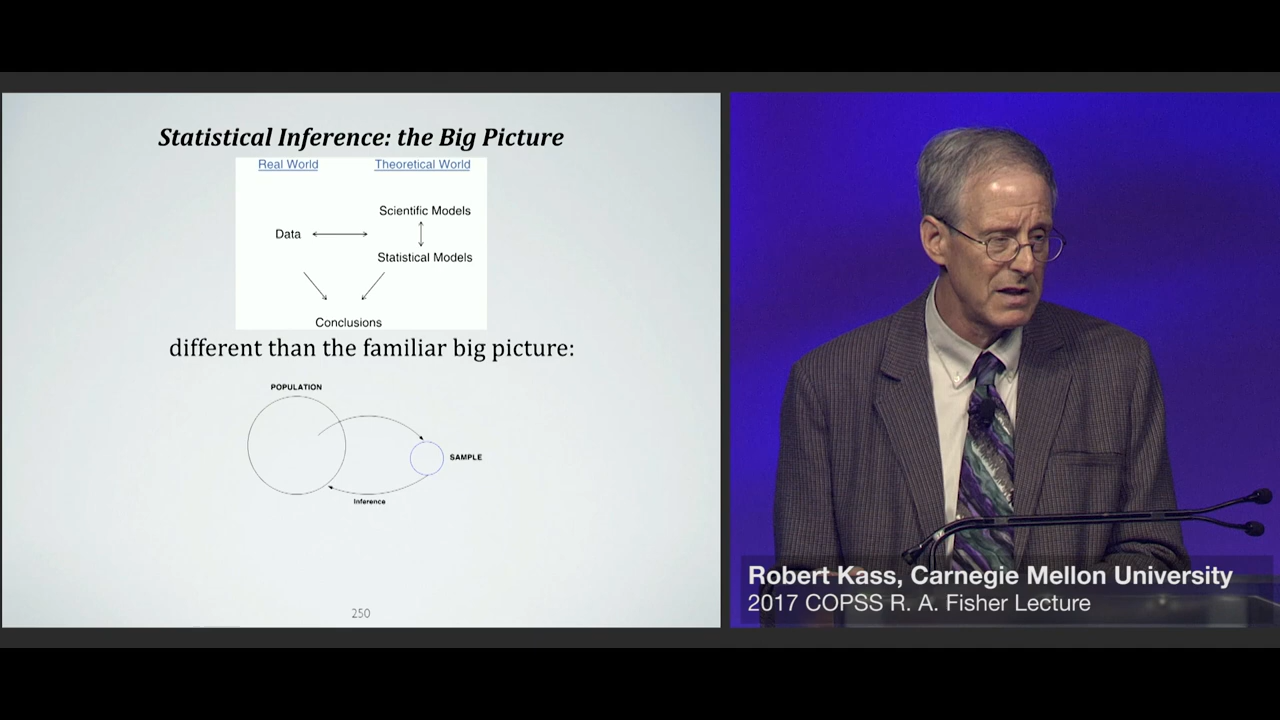 Statistical Inference: the Big Picture
Real World Theoretical World
Scientific Models
Data
Statistical Models
Conclusions
different than the familiar big picture:
POPULATION
SAMPLE
Inference
250
Robert Kass, Carnegie Mellon University
2017 COPSS R. A. Fisher Lecture